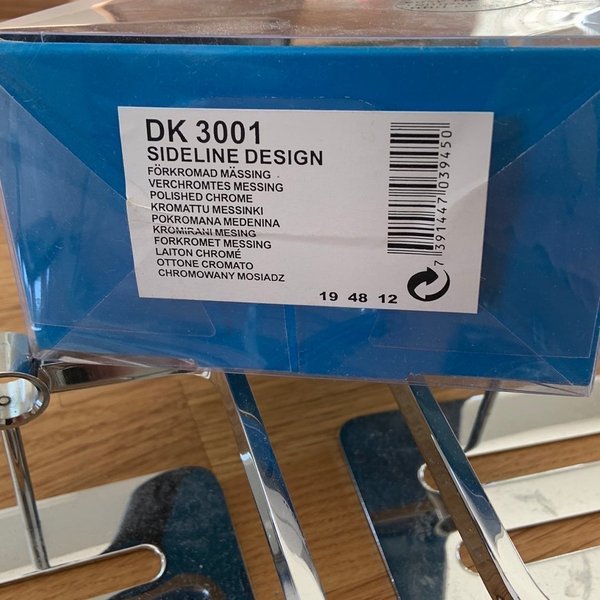 DK 3001
SIDELINE DESIGN
FÖRKROMAD MÄSSING
VERCHROMTES MESSING
POLISHED CHROME
KROMATTU MESSINKI
POKROMANA MEDENINA
KROMIRANI MESING
FORKROMET MESSING
LAITON CHROMÉ
OTTONE CROMATO
CHROMOWANY MOSIADZ
19 48 12
7 391447 039450